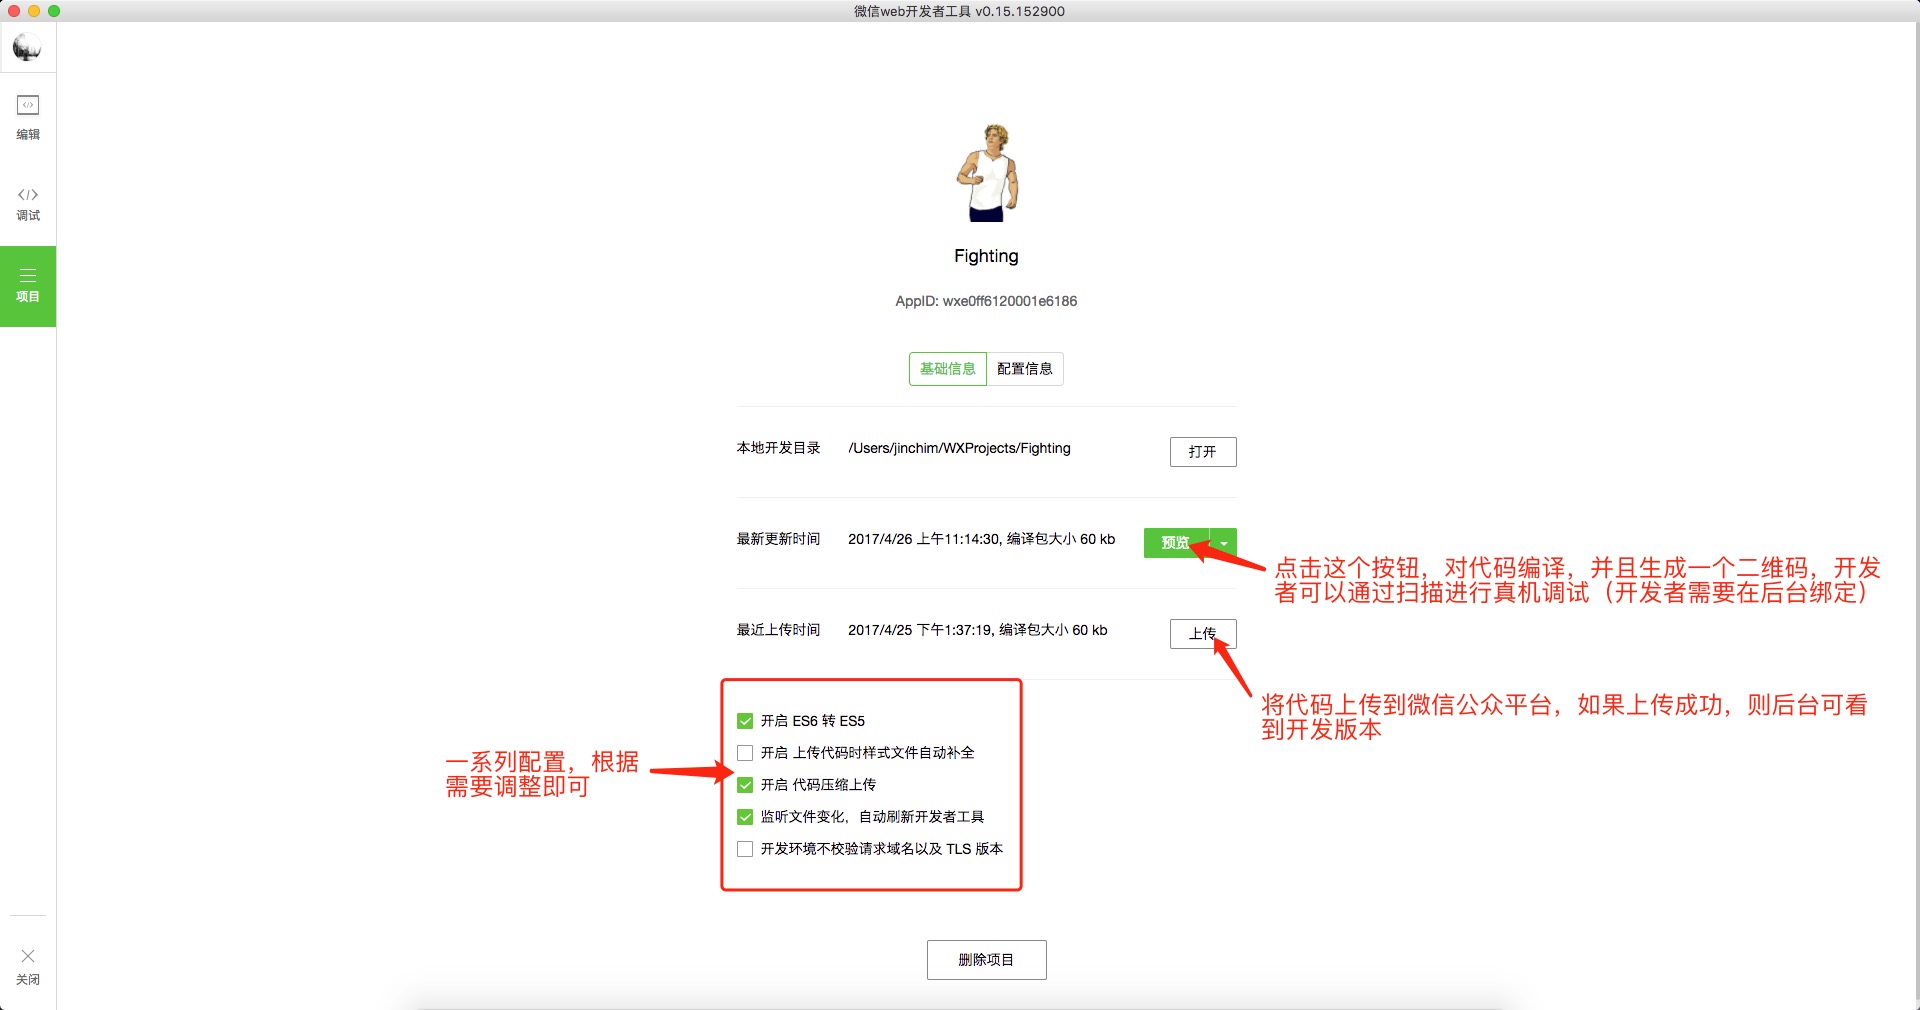 微信web开发者工具 v0.15.152900
编辑
调试
项目
Fighting
AppID: wxe0ff6120001e6186
基础信息 配置信息
本地开发目录 /Users/jinchim/WXProjects/Fighting 打开
最新更新时间 2017/4/26 上午11:14:30, 编译包大小 60 kb 预览
点击这个按钮，对代码编译，并且生成一个二维码，开发
者可以通过扫描进行真机调试（开发者需要在后台绑定）
最近上传时间 2017/4/25 下午1:37:19, 编译包大小 60 kb 上传
将代码上传到微信公众平台，如果上传成功，则后台可看
到开发版本
一系列配置，根据
需要调整即可
开启 ES6 转 ES5
开启 上传代码时样式文件自动补全
开启 代码压缩上传
监听文件变化，自动刷新开发者工具
开发环境不校验请求域名以及 TLS 版本
删除项目
关闭